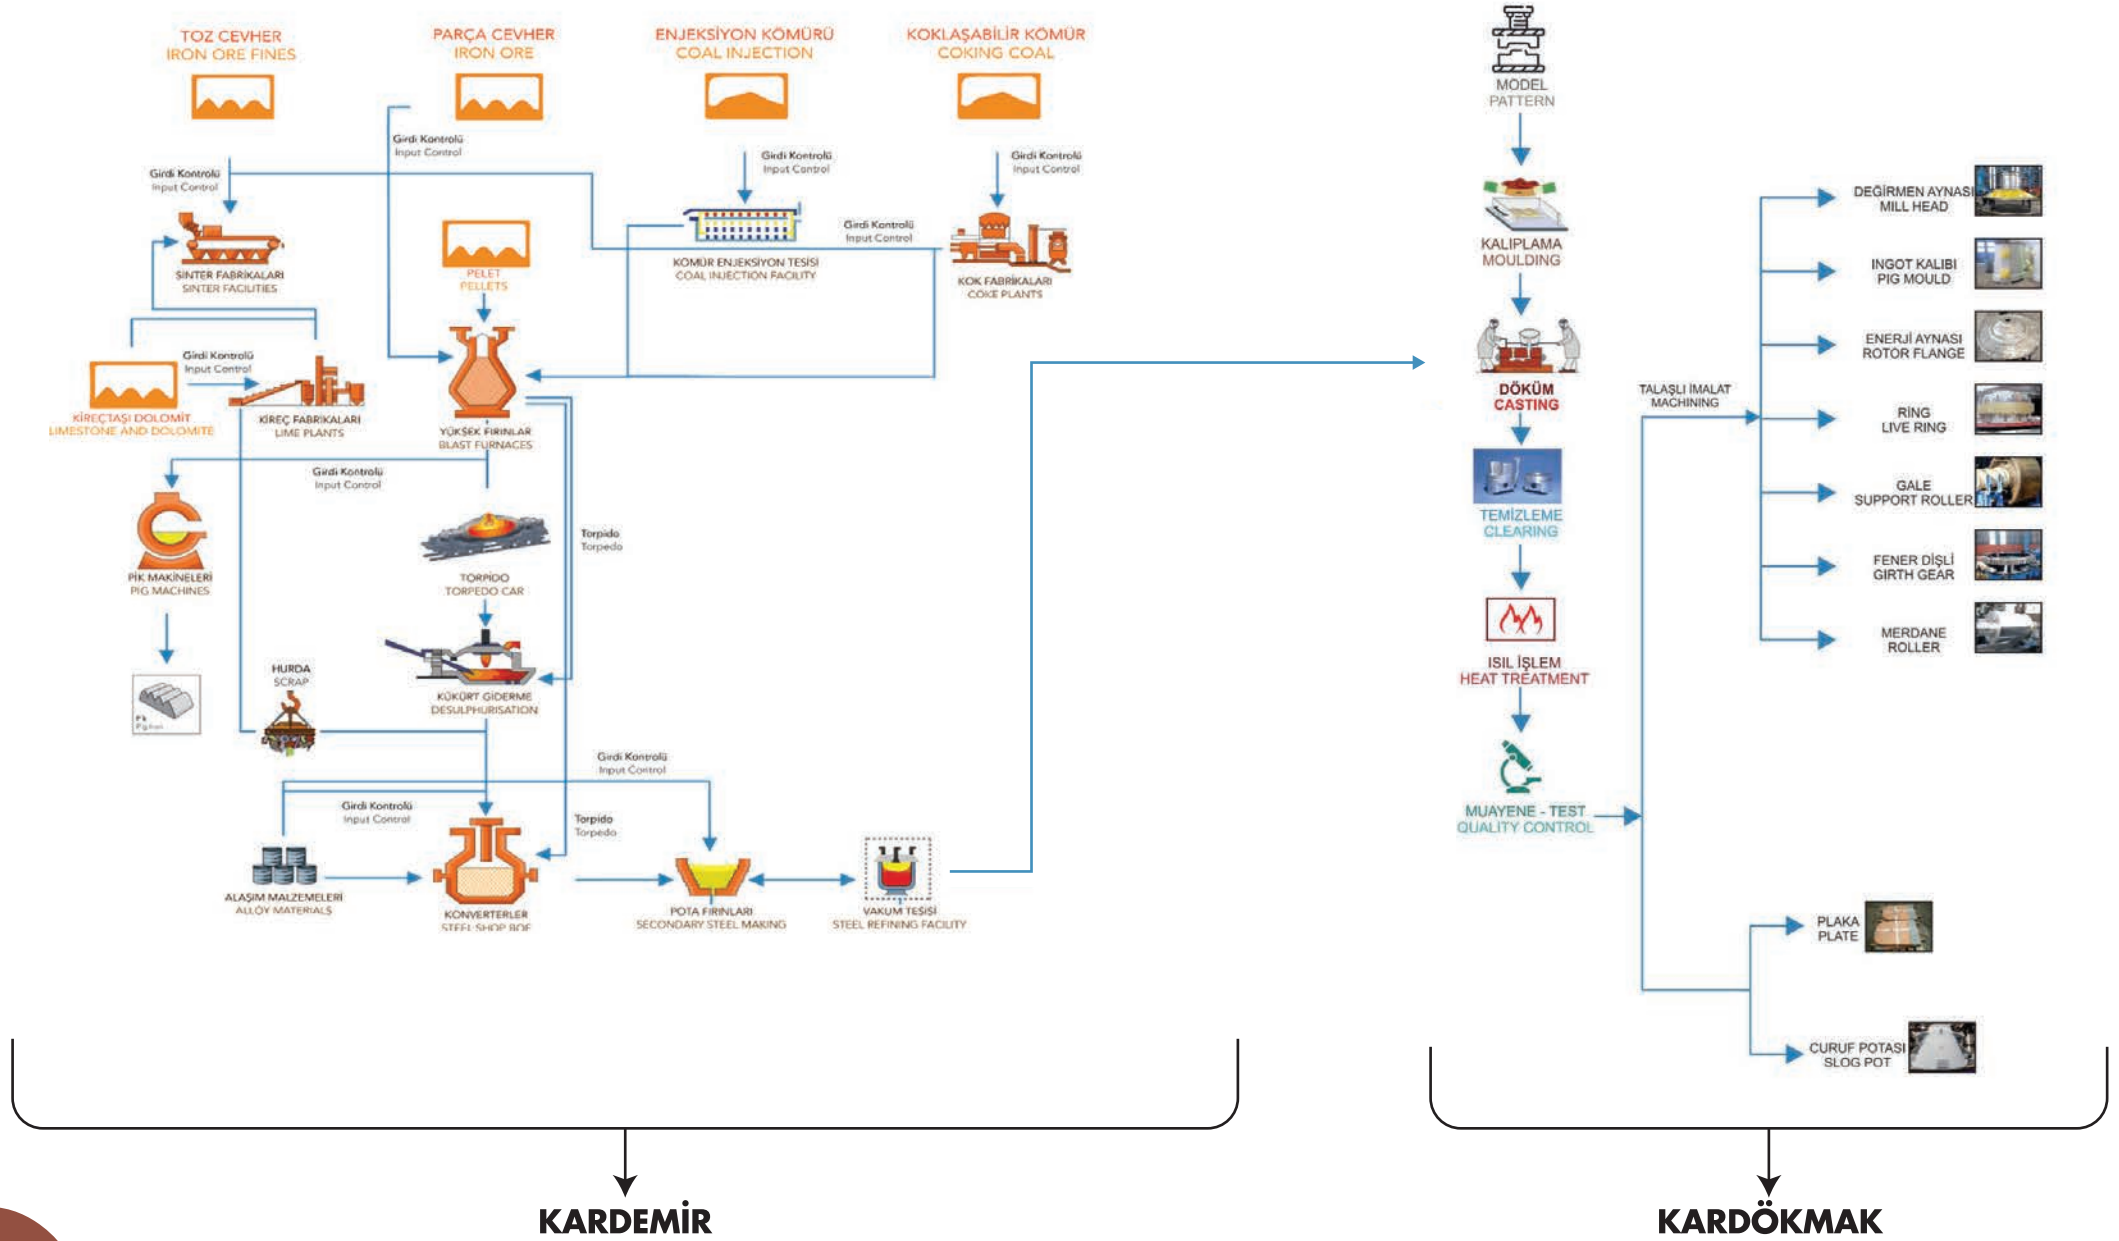 TOZ CEVHER
IRON ORE FINES
PARÇA CEVHER
IRON ORE
ENJEKSİYON KÖMÜRÜ
COAL INJECTION
KOKLAŞABİLİR KÖMÜR
COKING COAL
Girdi Kontrolü
Input Control
Girdi Kontrolü
Input Control
Girdi Kontrolü
Input Control
Girdi Kontrolü
Input Control
SİNTER FABRİKALARI
SINTER FACILITIES
PELET
PELLETS
KÖMÜR ENJEKSİYON TESİSİ
COAL INJECTION FACILITY
Girdi Kontrolü
Input Control
KOK FABRİKALARI
COKE PLANTS
Girdi Kontrolü
Input Control
KİREÇTAŞI DOLOMİT
LIMESTONE AND DOLOMITE
KİREÇ FABRİKALARI
LIME PLANTS
YÜKSEK FIRINLAR
BLAST FURNACES
Girdi Kontrolü
Input Control
PİK MAKİNELERİ
PIG MACHINES
TORPİDO
TORPEDO CAR
Torpido
Torpedo
Pik
Pig Iron
HURDA
SCRAP
KÜKÜRT GİDERME
DESULPHURISATION
Girdi Kontrolü
Input Control
Girdi Kontrolü
Input Control
Torpido
Torpedo
ALAŞIM MALZEMELERİ
ALLOY MATERIALS
KONVERTERLER
STEEL SHOP BOF
POTA FIRINLARI
SECONDARY STEEL MAKING
VAKUM TESİSİ
STEEL REFINING FACILITY
KARDEMİR
MODEL
PATTERN
KALIPLAMA
MOULDING
DÖKÜM
CASTING
TEMİZLEME
CLEARING
ISIL İŞLEM
HEAT TREATMENT
MUAYENE - TEST
QUALITY CONTROL
TALAŞLI İMALAT
MACHINING
DEĞİRMEN AYNASI
MILL HEAD
INGOT KALIBI
PIG MOULD
ENERJİ AYNASI
ROTOR FLANGE
RİNG
LIVE RING
GALE
SUPPORT ROLLER
FENER DİŞLİ
GIRTH GEAR
MERDANE
ROLLER
PLAKA
PLATE
CURUF POTASI
SLOG POT
KARDÖKMAK